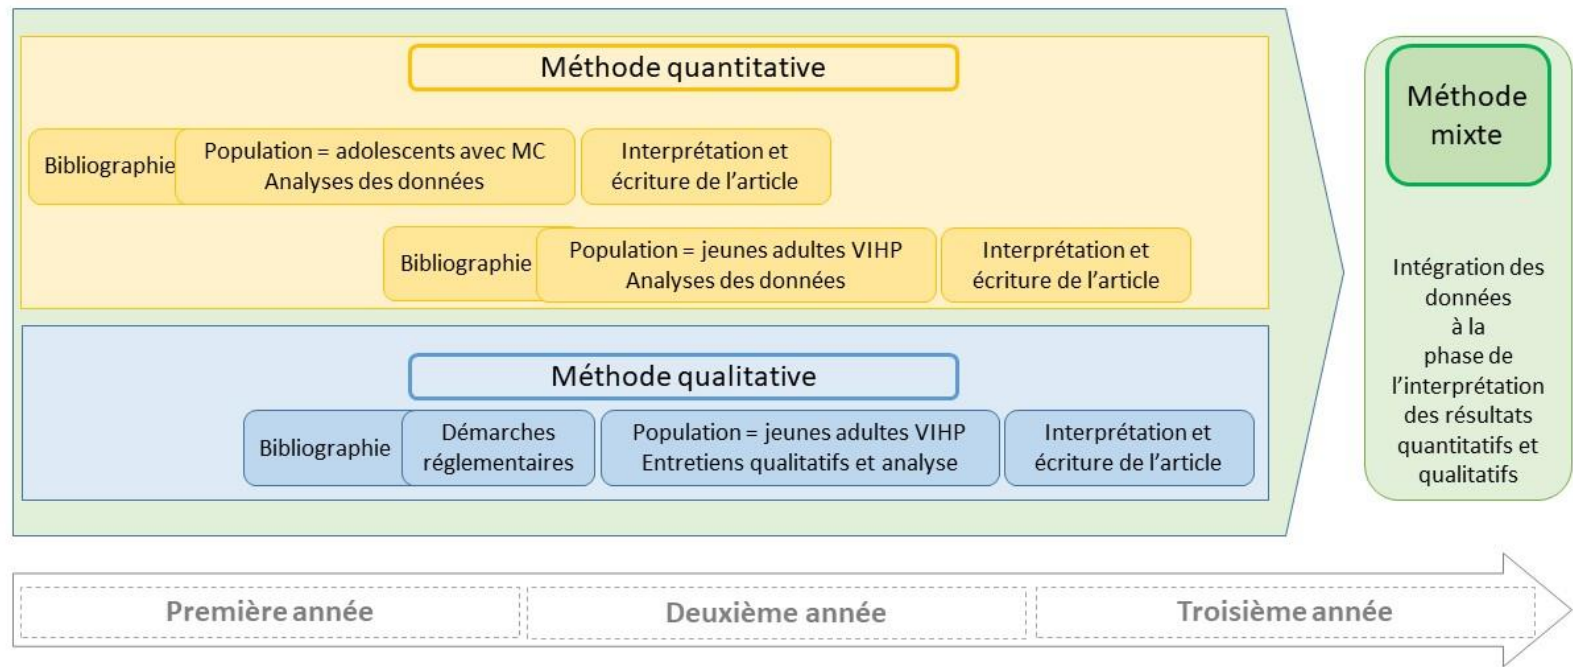 Méthode quantitative
Bibliographie
Population = adolescents avec MC
Analyses des données
Interprétation et
écriture de l'article
Bibliographie
Population = jeunes adultes VIHP
Analyses des données
Interprétation et
écriture de l'article
Méthode qualitative
Bibliographie
Démarches
réglementaires
Population = jeunes adultes VIHP
Entretiens qualitatifs et analyse
Interprétation et
écriture de l'article
Méthode
mixte
Intégration des
données
à la
phase de
l'interprétation
des résultats
quantitatifs et
qualitatifs
Première année
Deuxième année
Troisième année